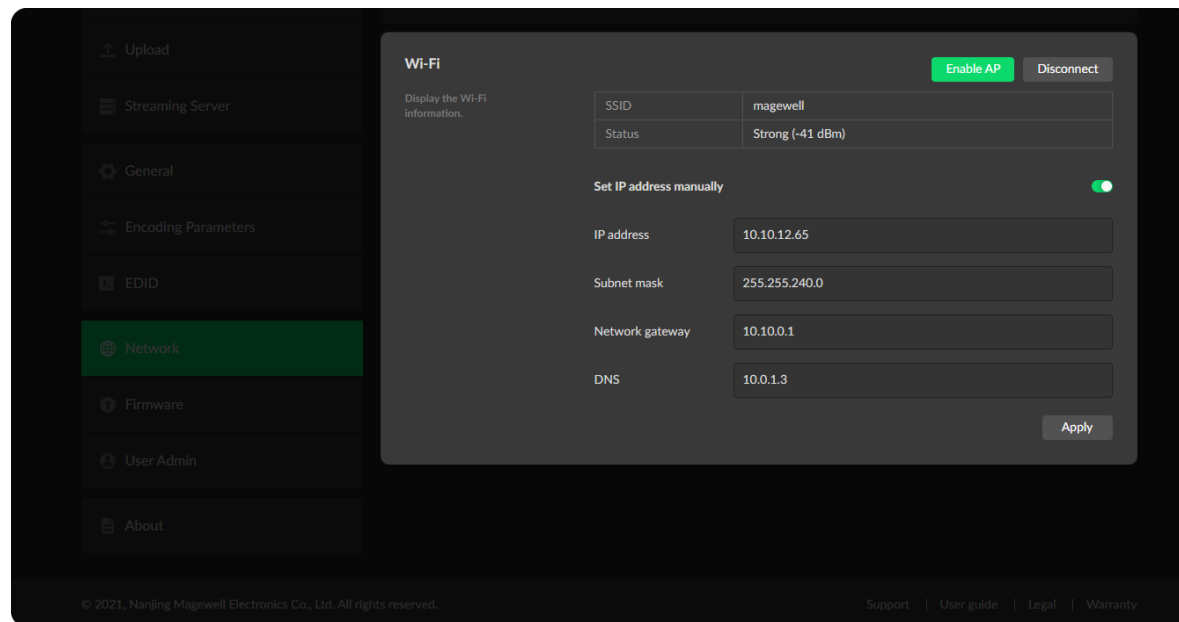 Upload
Streaming Server
General
Encoding Parameters
EDID
Network
Firmware
User Admin
About
Wi-Fi
Enable AP
Disconnect
Display the Wi-Fi
information.
SSID magewell
Status Strong (-41 dBm)
Set IP address manually
IP address 10.10.12.65
Subnet mask 255.255.240.0
Network gateway 10.10.0.1
DNS 10.0.1.3
Apply
© 2021, Nanjing Magewell Electronics Co., Ltd. All rights reserved.
Support | User guide | Legal | Warranty